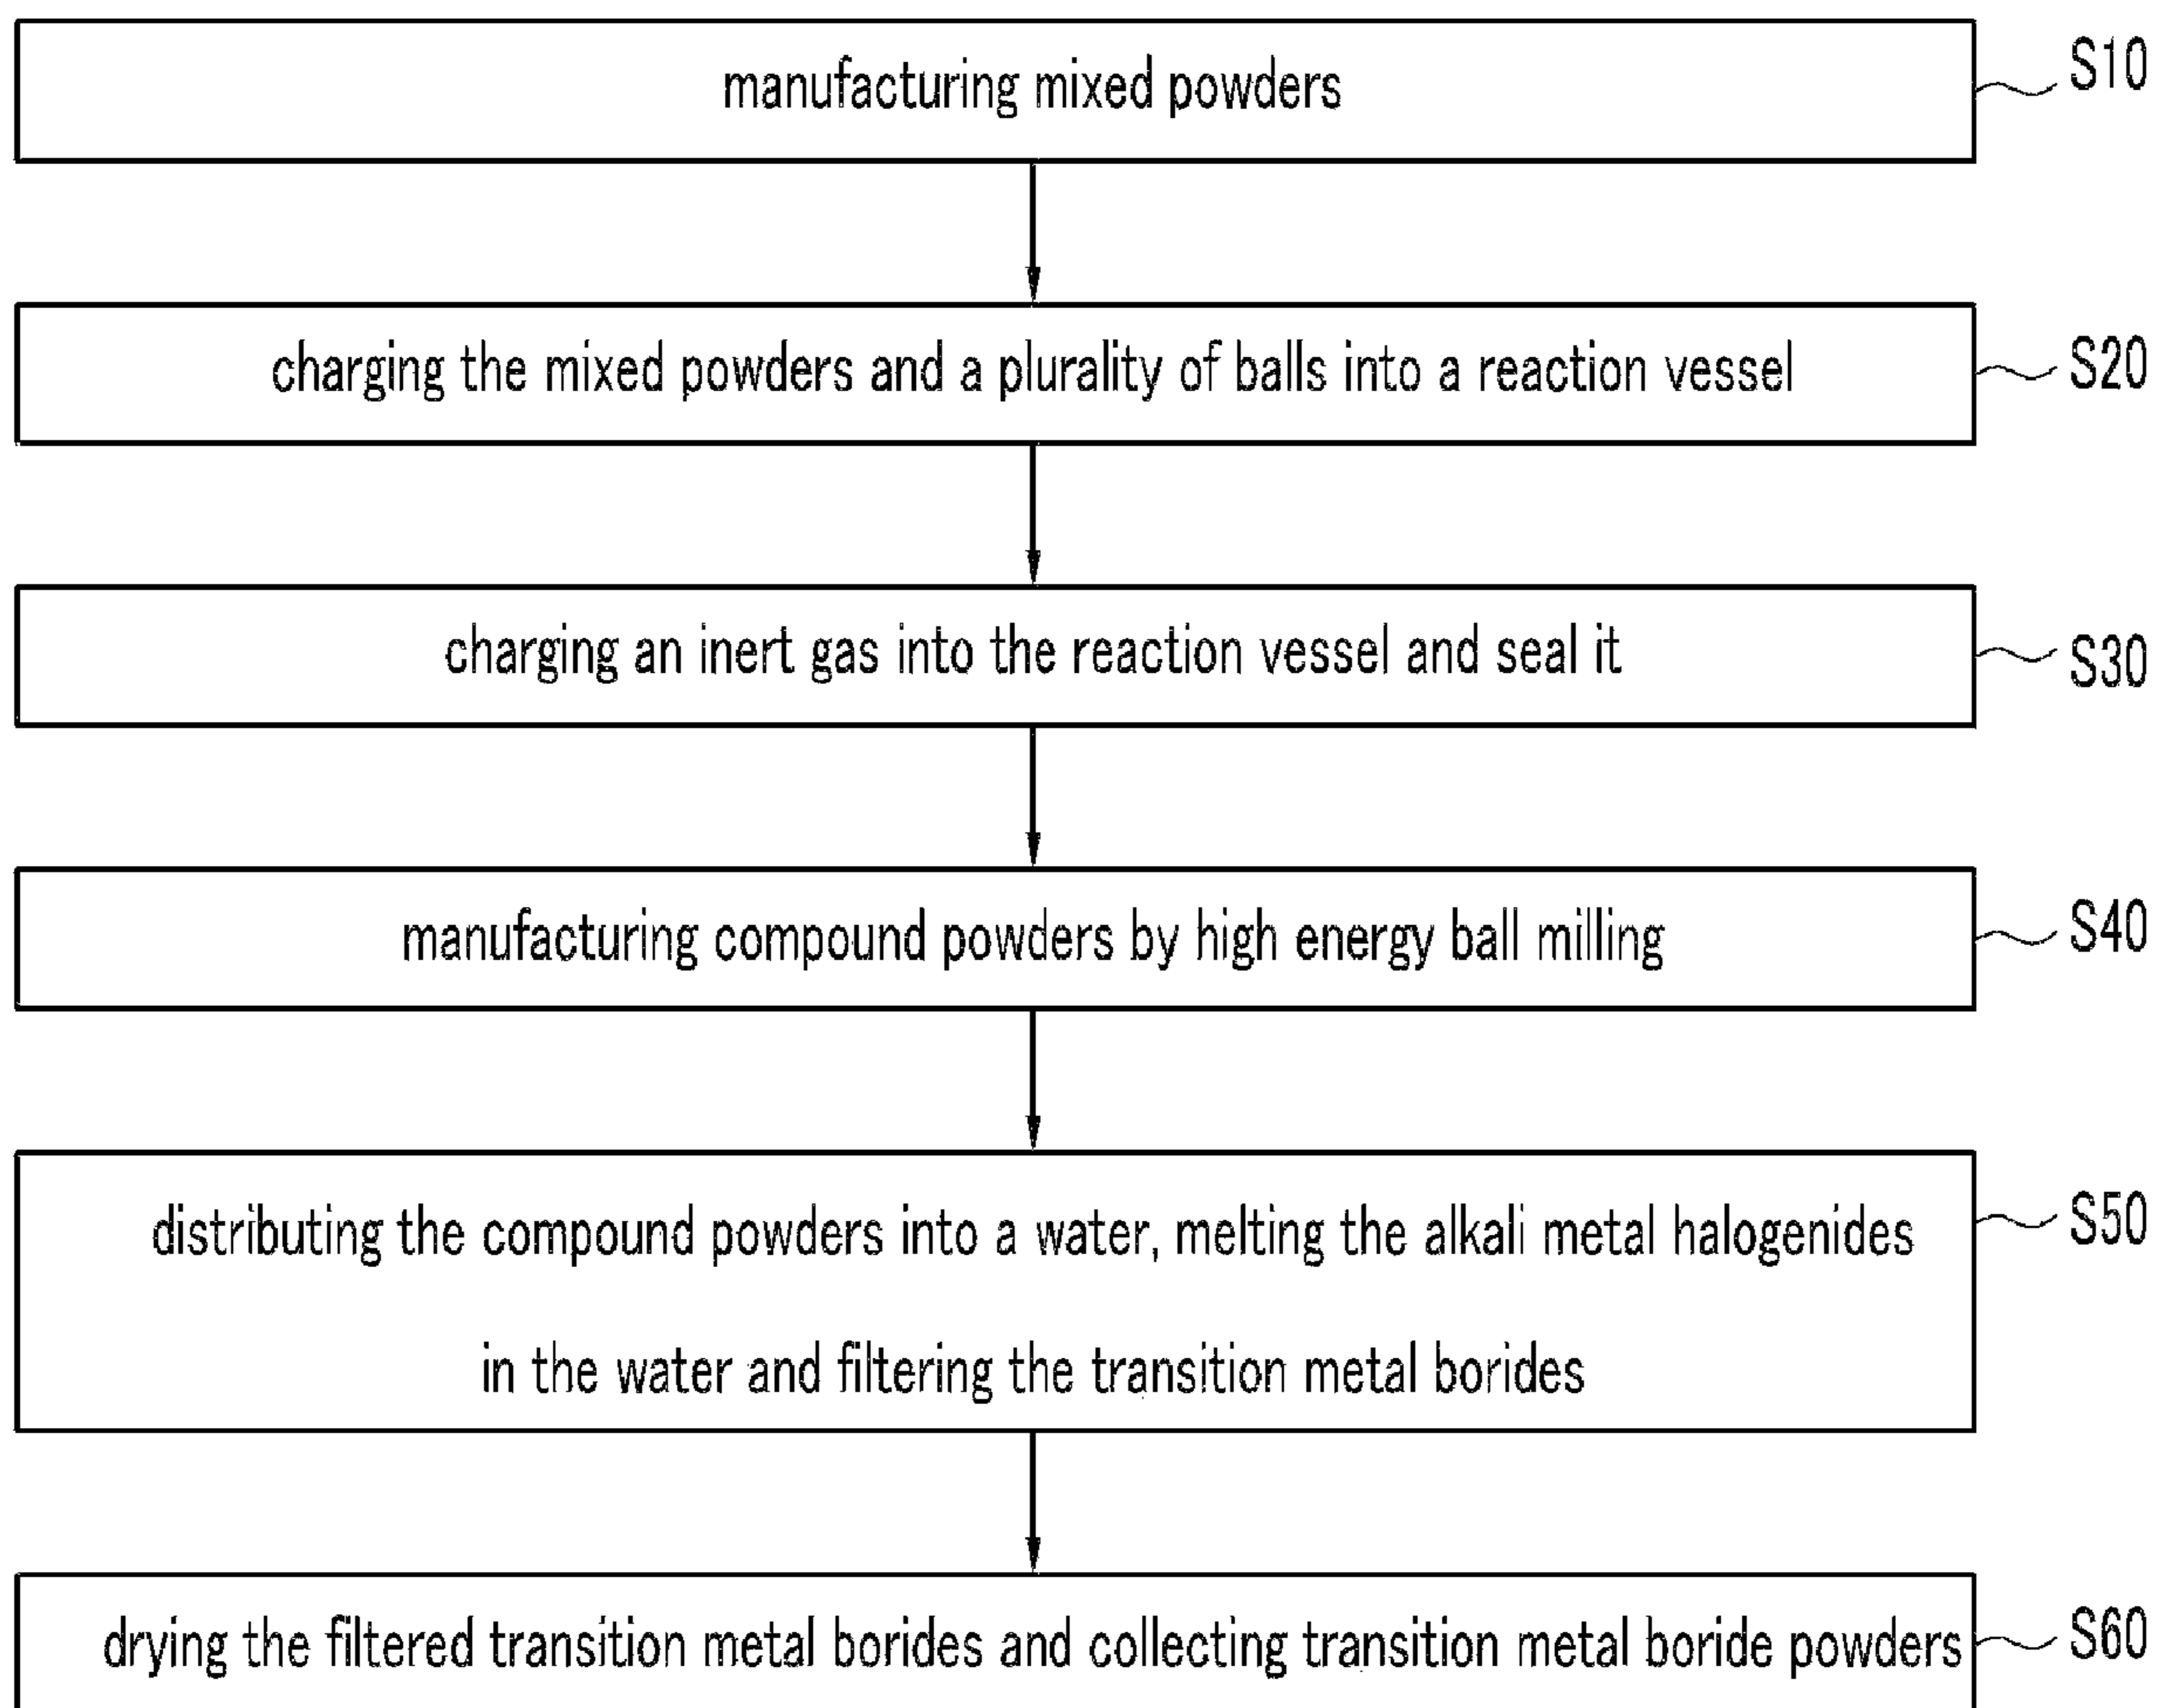 manufacturing mixed powders
S10
charging the mixed powders and a plurality of balls into a reaction vessel
S20
charging an inert gas into the reaction vessel and seal it
S30
manufacturing compound powders by high energy ball milling
S40
distributing the compound powders into a water, melting the alkali metal halogenides
S50
in the water and filtering the transition metal borides
drying the filtered transition metal borides and collecting transition metal boride powders
S60